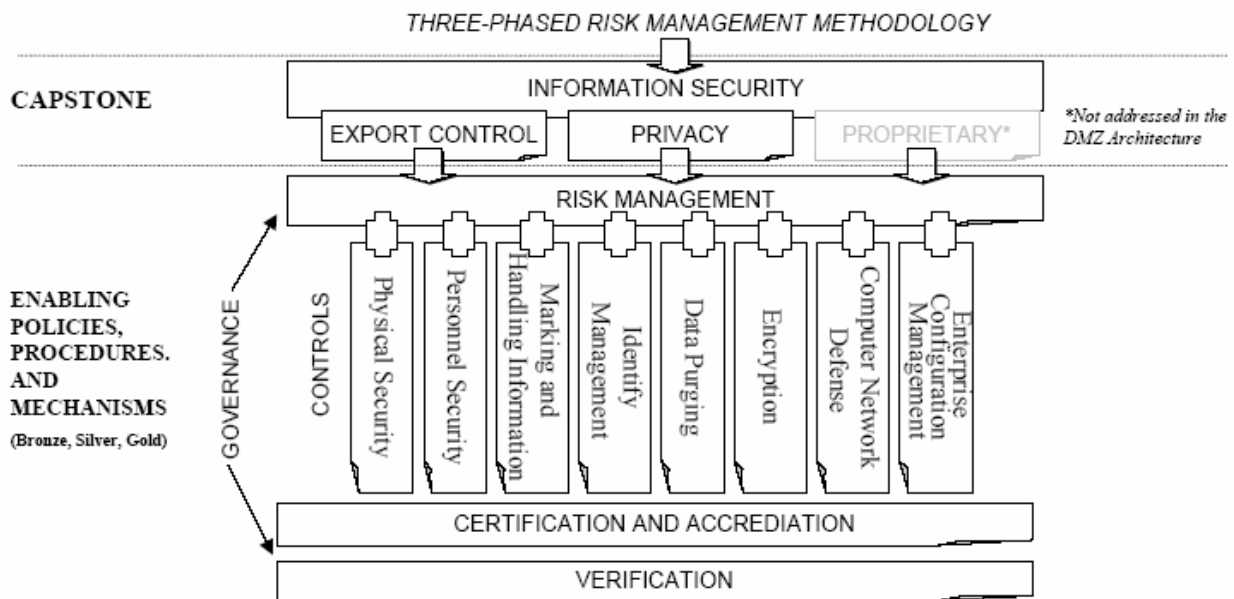 THREE-PHASED RISK MANAGEMENT METHODOLOGY
CAPSTONE
INFORMATION SECURITY
EXPORT CONTROL
PRIVACY
PROPRIETARY*
*Not addressed in the
DMZ Architecture
RISK MANAGEMENT
ENABLING
POLICIES,
PROCEDURES.
AND
MECHANISMS
(Bronze, Silver, Gold)
GOVERNANCE
CONTROLS
Physical Security
Personnel Security
Marking and
Handling Information
Identify
Management
Data Purging
Encryption
Computer Network
Defense
Enterprise
Configuration
Management
CERTIFICATION AND ACCREDIATION
VERIFICATION